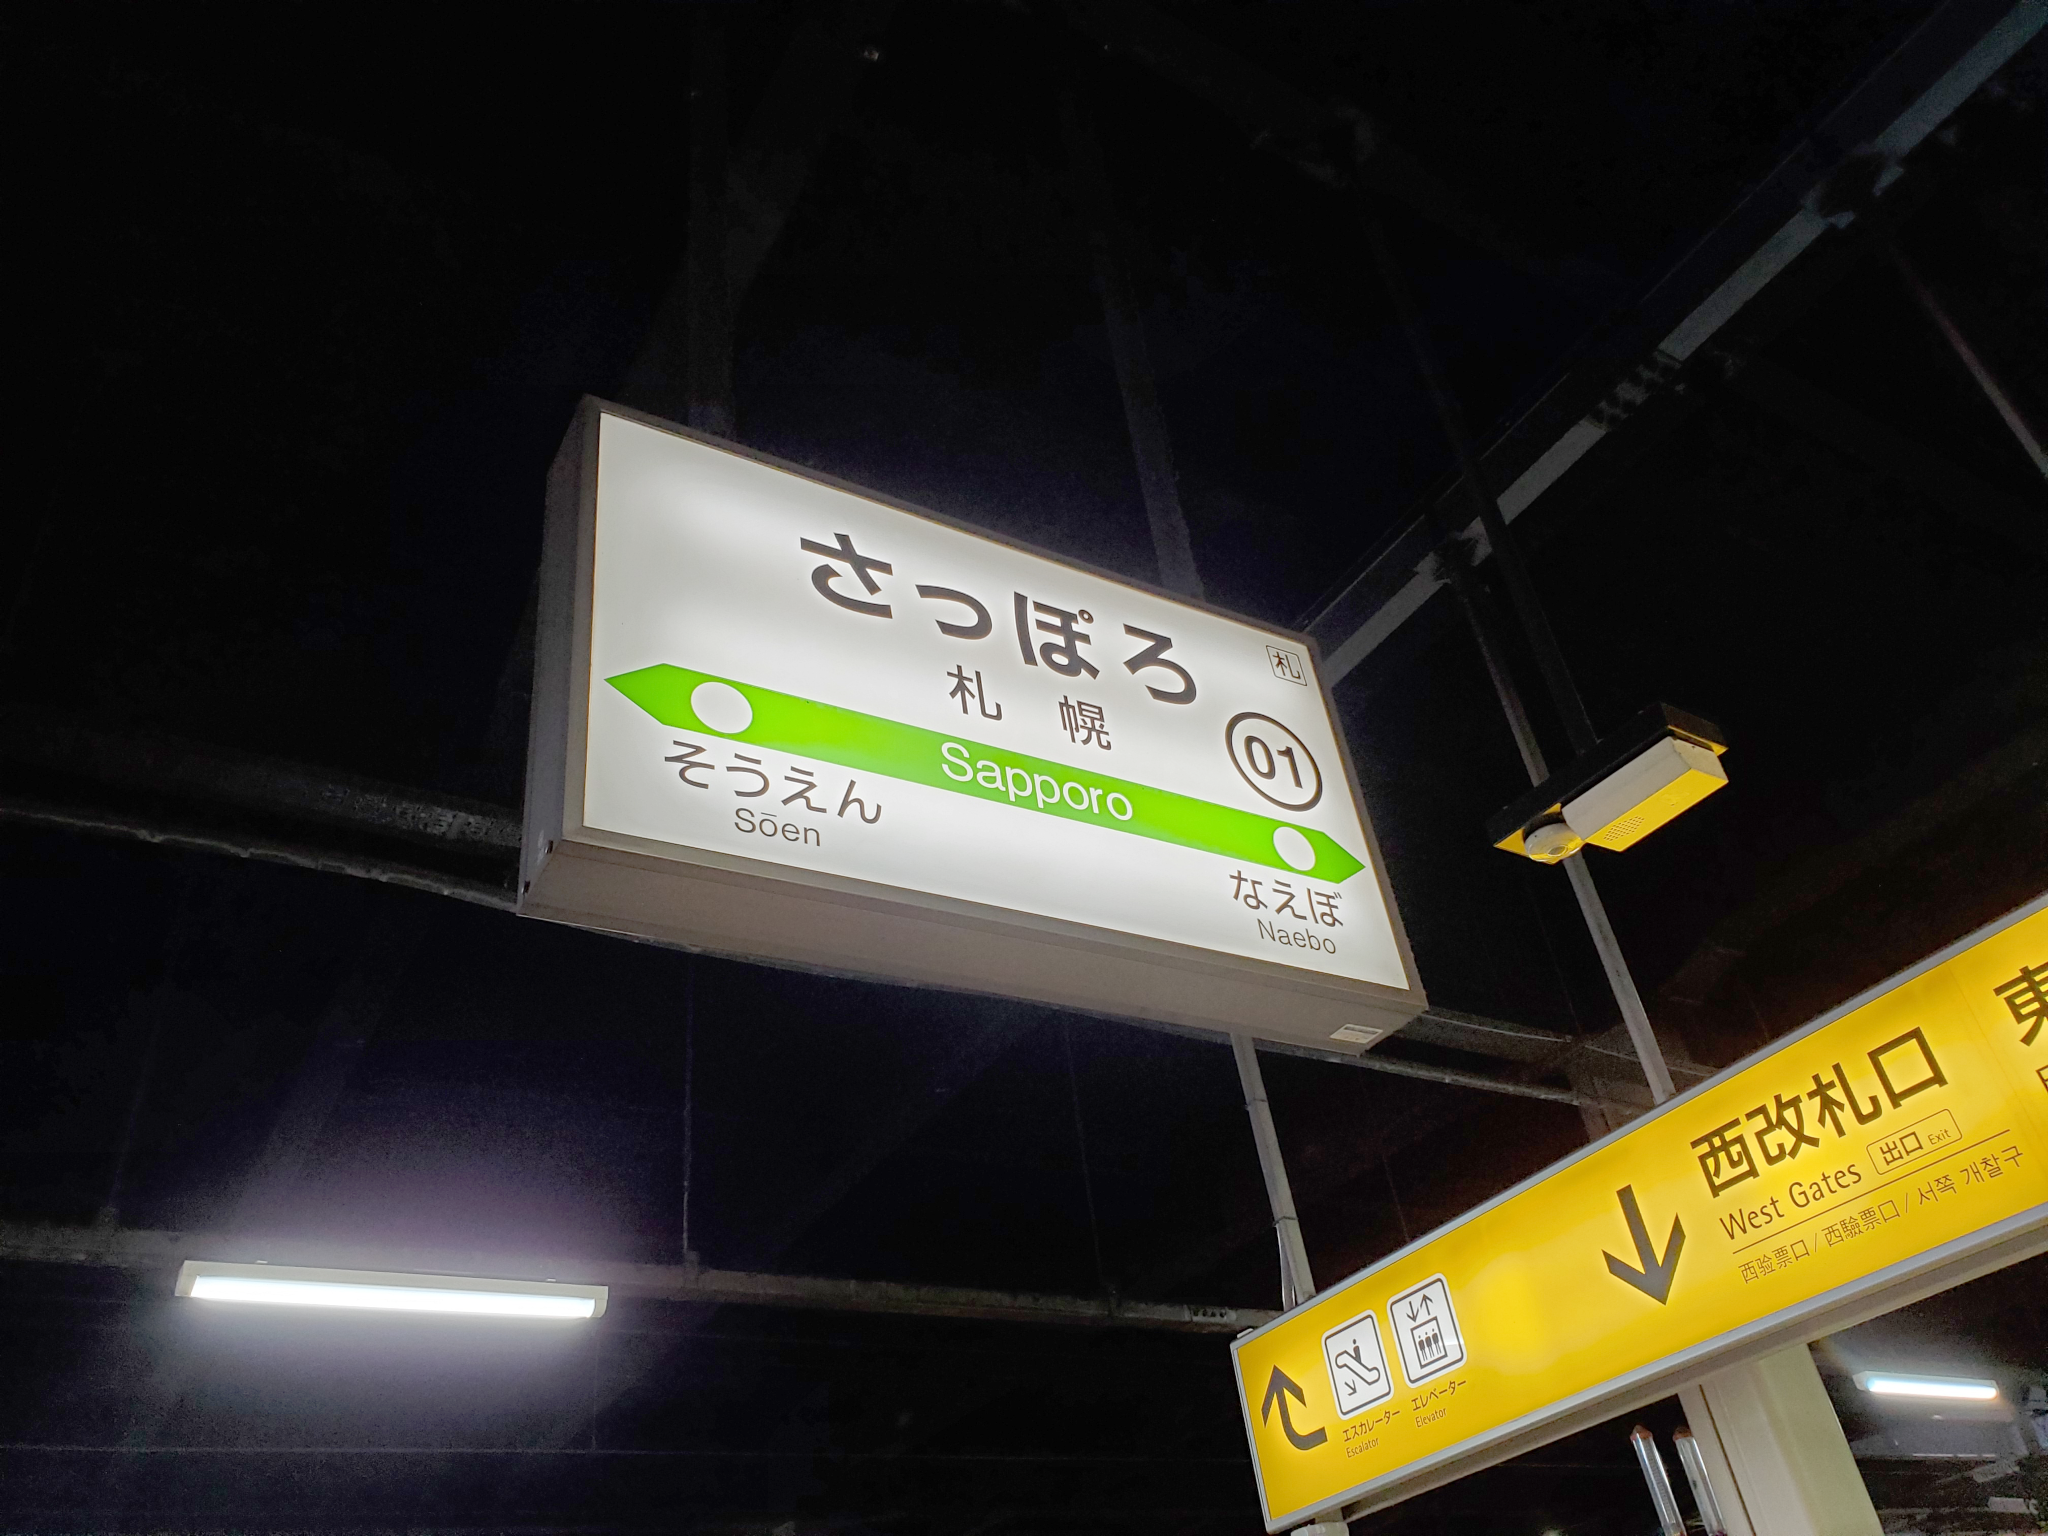 さっぽろ
札
札幌
01
Sapporo
そうえん
Sōen
なえぼ
Naebo
西改札口
West Gates 出口 Exit
西验票口 / 西驗票口 / 서쪽 개찰구
東
エスカレーター
Escalator
エレベーター
Elevator